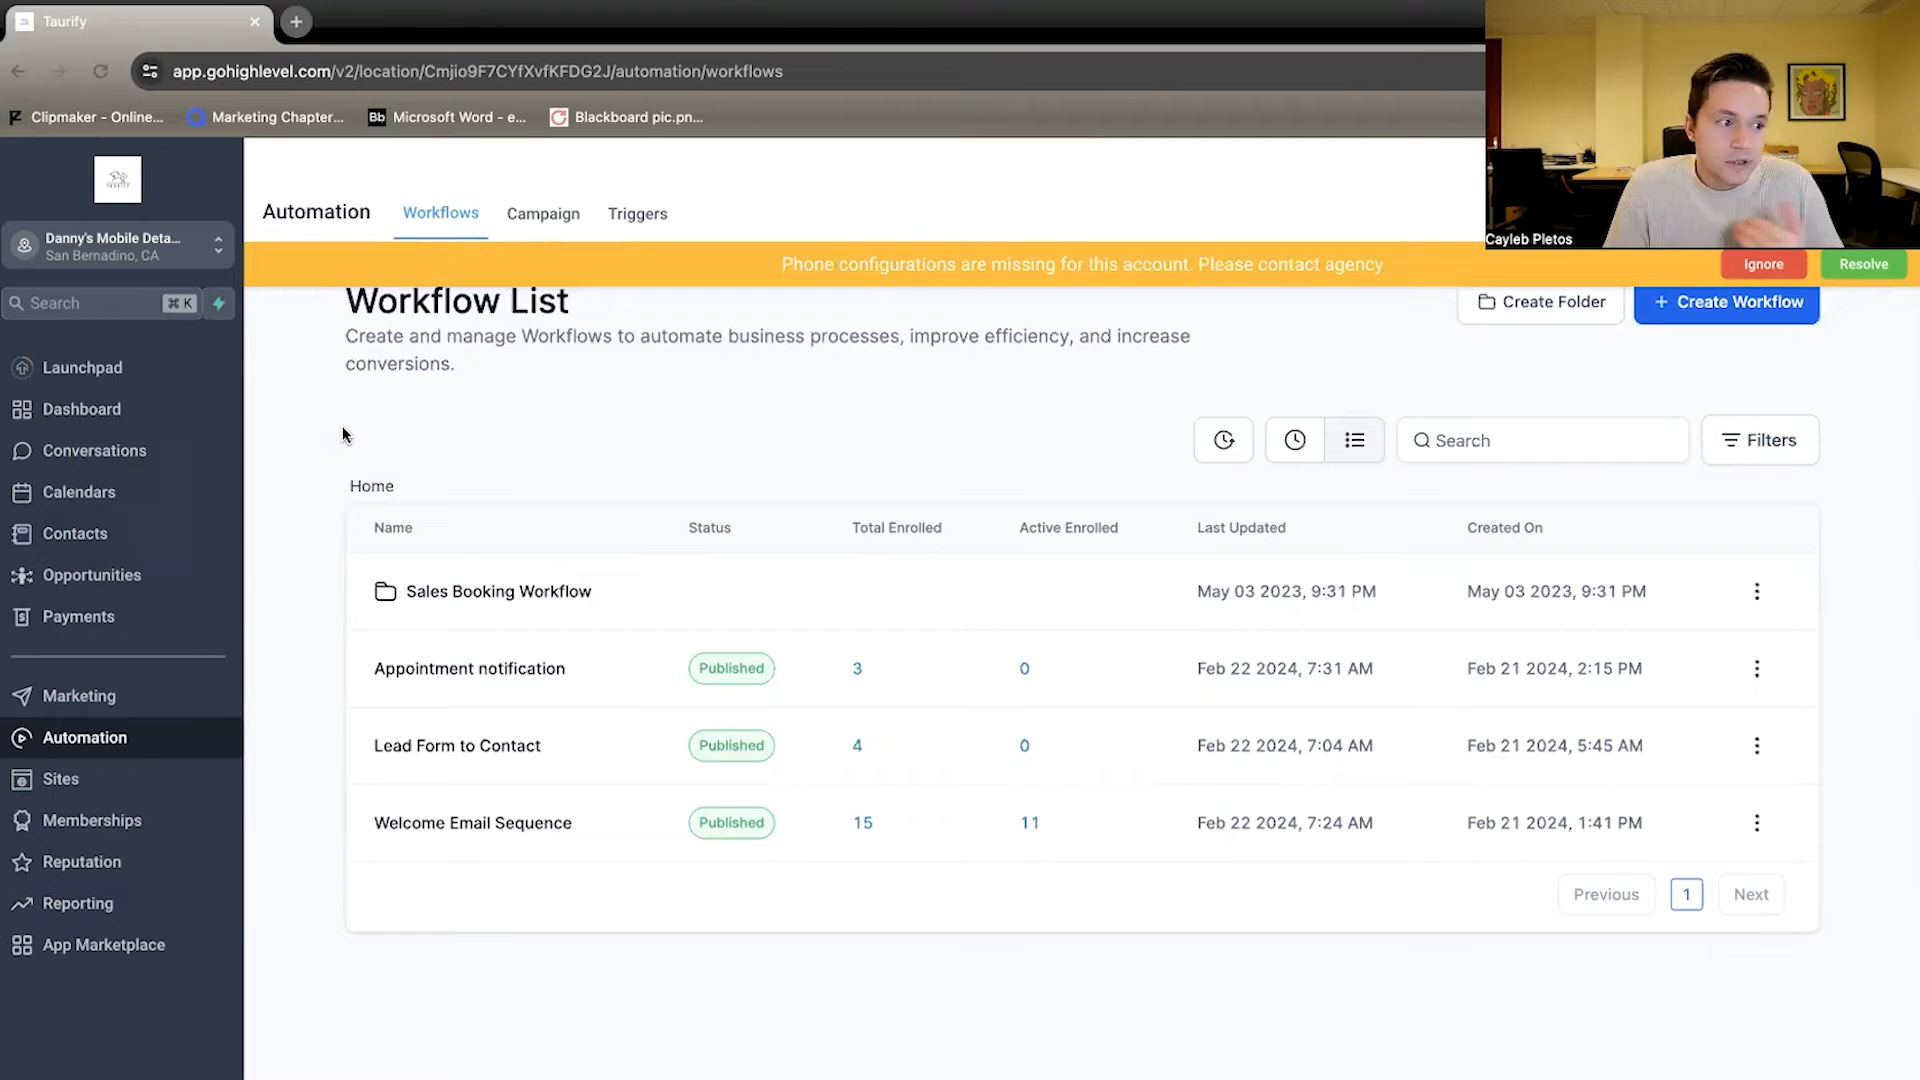 Taurify
app.gohighlevel.com/v2/location/Cmjio9F7CYfXvfKFDG2J/automation/workflows
Clipmaker - Online...
Marketing Chapter...
Bb
Microsoft Word - e...
Blackboard pic.pn...
Cayleb Pletos
Danny's Mobile Deta...
San Bernadino, CA
Search
⌘ K
Launchpad
Dashboard
Conversations
Calendars
Contacts
Opportunities
Payments
Marketing
Automation
Sites
Memberships
Reputation
Reporting
App Marketplace
Automation
Workflows
Campaign
Triggers
Phone configurations are missing for this account. Please contact agency
Ignore
Resolve
Workflow List
Create and manage Workflows to automate business processes, improve efficiency, and increase
conversions.
Create Folder
+ Create Workflow
Search
Filters
Home
Name Status Total Enrolled Active Enrolled Last Updated Created On
Sales Booking Workflow May 03 2023, 9:31 PM May 03 2023, 9:31 PM
Appointment notification Published 3 0 Feb 22 2024, 7:31 AM Feb 21 2024, 2:15 PM
Lead Form to Contact Published 4 0 Feb 22 2024, 7:04 AM Feb 21 2024, 5:45 AM
Welcome Email Sequence Published 15 11 Feb 22 2024, 7:24 AM Feb 21 2024, 1:41 PM
Previous 1 Next